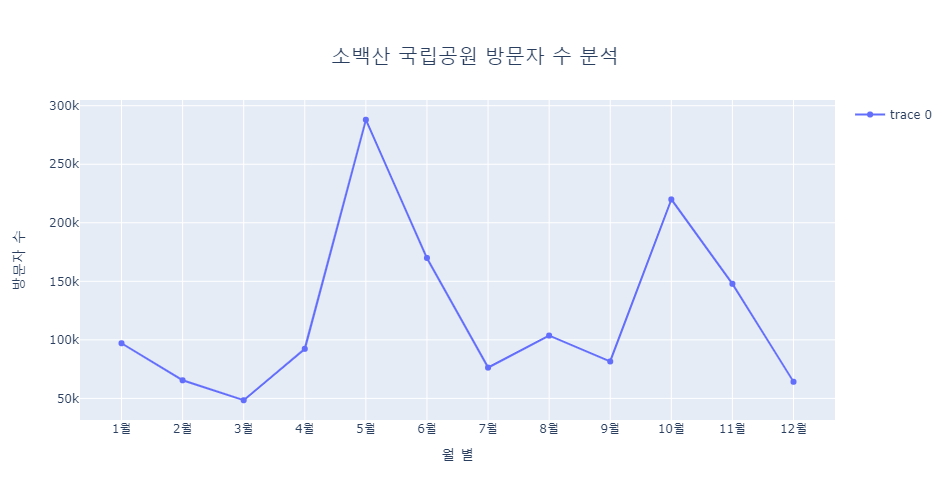 소백산 국립공원 방문자 수 분석
300k
250k
200k
150k
100k
50k
방문자 수
1월 2월 3월 4월 5월 6월 7월 8월 9월 10월 11월 12월
월 별
trace 0